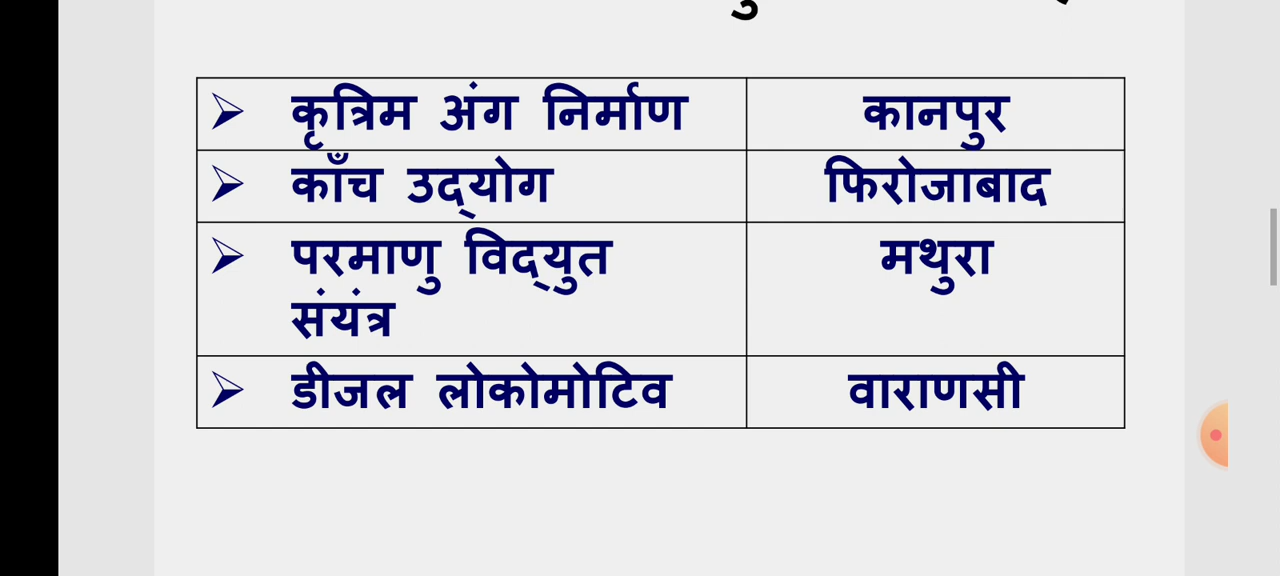 ➢ कृत्रिम अंग निर्माण कानपुर
➢ काँच उद्योग फिरोजाबाद
➢ परमाणु विद्युत मथुरा
संयंत्र
➢ डीजल लोकोमोटिव वाराणसी